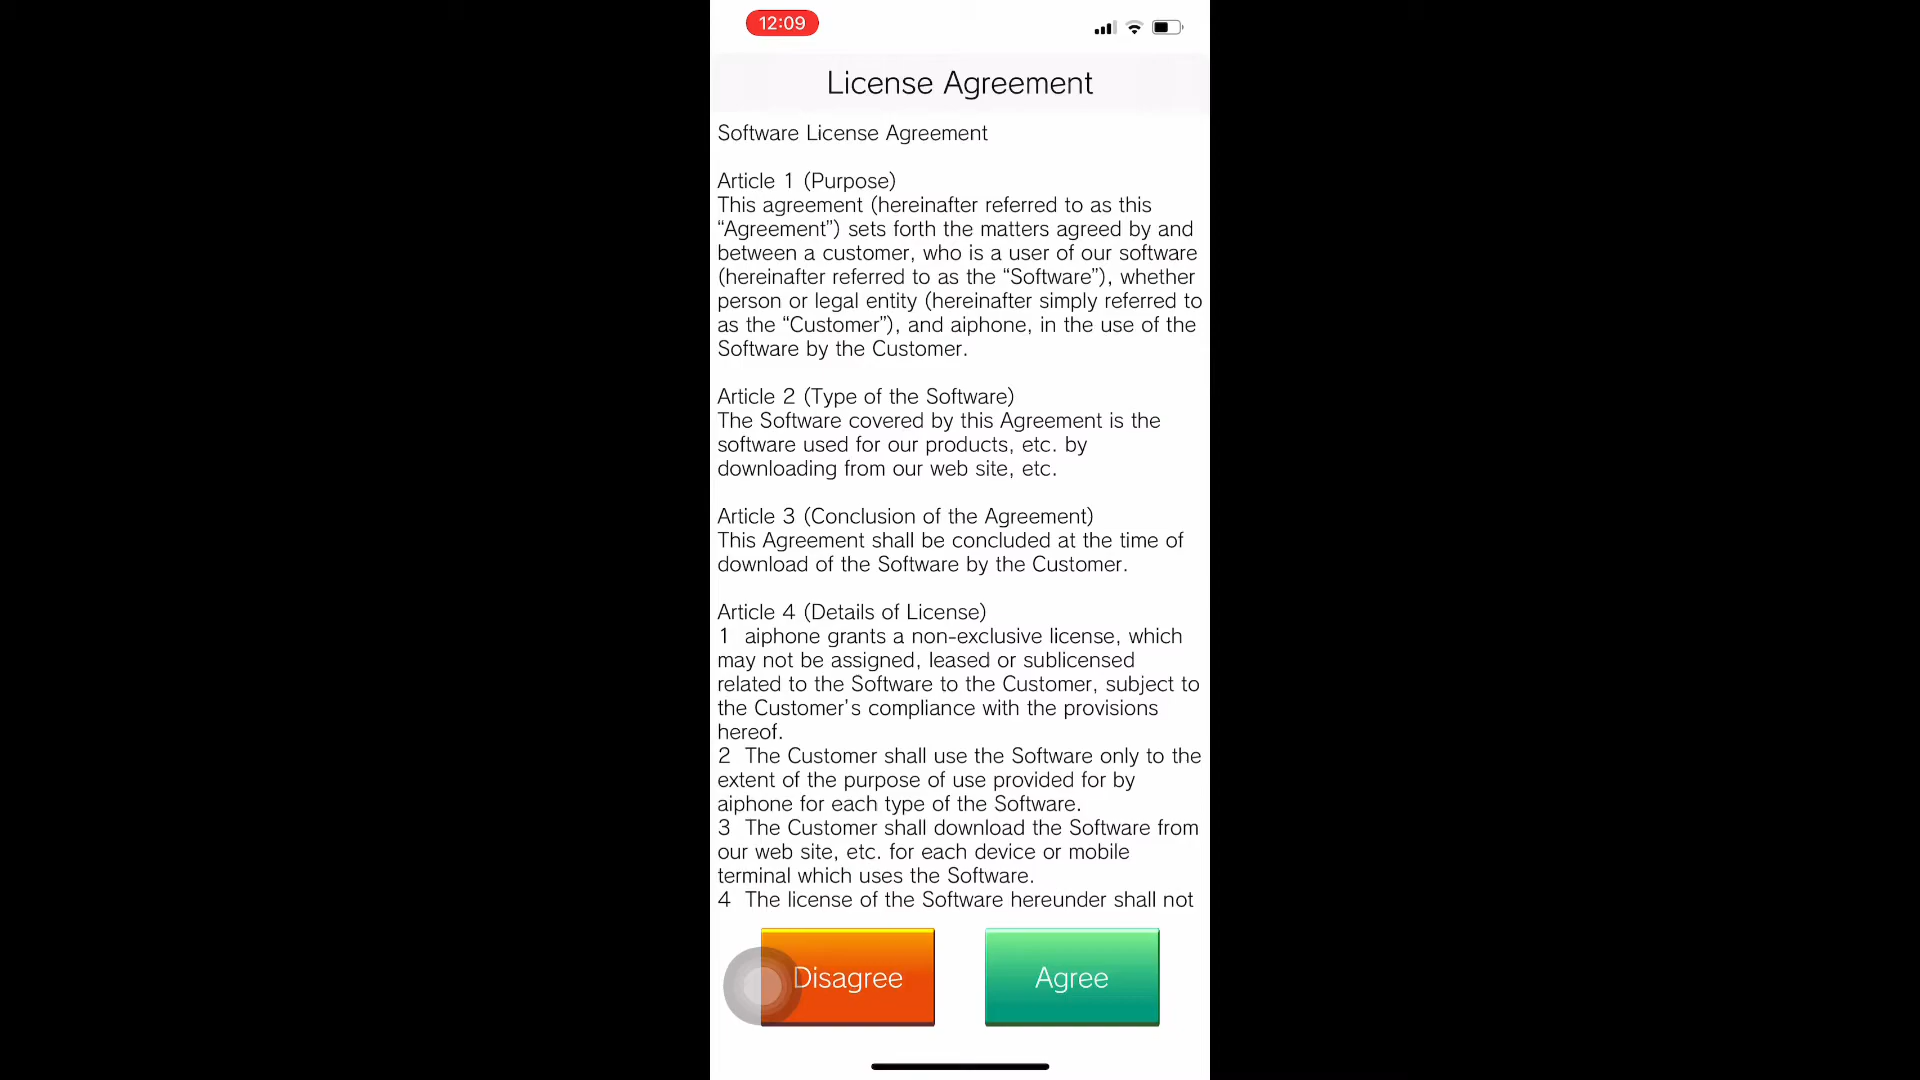 12:09
License Agreement
Software License Agreement
Article 1 (Purpose)
This agreement (hereinafter referred to as this
“Agreement”) sets forth the matters agreed by and
between a customer, who is a user of our software
(hereinafter referred to as the “Software”), whether
person or legal entity (hereinafter simply referred to
as the “Customer”), and aiphone, in the use of the
Software by the Customer.
Article 2 (Type of the Software)
The Software covered by this Agreement is the
software used for our products, etc. by
downloading from our web site, etc.
Article 3 (Conclusion of the Agreement)
This Agreement shall be concluded at the time of
download of the Software by the Customer.
Article 4 (Details of License)
1 aiphone grants a non-exclusive license, which
may not be assigned, leased or sublicensed
related to the Software to the Customer, subject to
the Customer's compliance with the provisions
hereof.
2 The Customer shall use the Software only to the
extent of the purpose of use provided for by
aiphone for each type of the Software.
3 The Customer shall download the Software from
our web site, etc. for each device or mobile
terminal which uses the Software.
4 The license of the Software hereunder shall not
Disagree
Agree